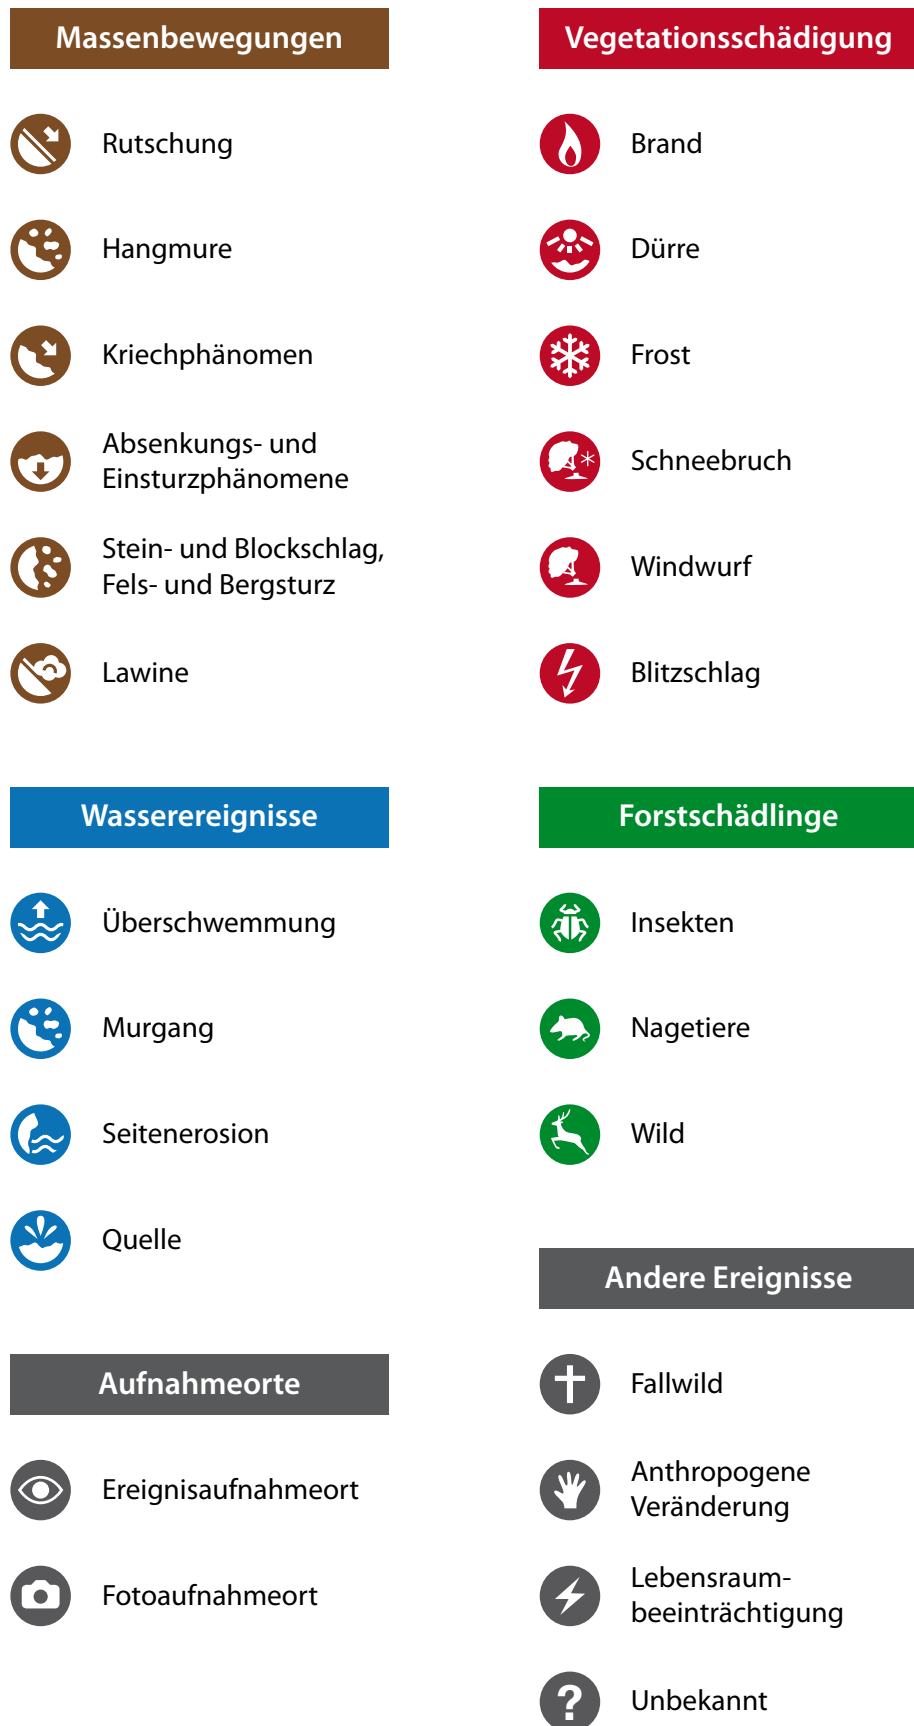 Massenbewegungen
Rutschung
Hangmure
Kriechphänomen
Absenkungs- und
Einsturzphänomene
Stein- und Blockschlag,
Fels- und Bergsturz
Lawine
Wasserereignisse
Überschwemmung
Murgang
Seitenerosion
Quelle
Aufnahmeorte
Ereignisaufnahmeort
Fotoaufnahmeort
Vegetationsschädigung
Brand
Dürre
Frost
Schneebruch
Windwurf
Blitzschlag
Forstschädlinge
Insekten
Nagetiere
Wild
Andere Ereignisse
Fallwild
Anthropogene
Veränderung
Lebensraum-
beeinträchtigung
?
Unbekannt